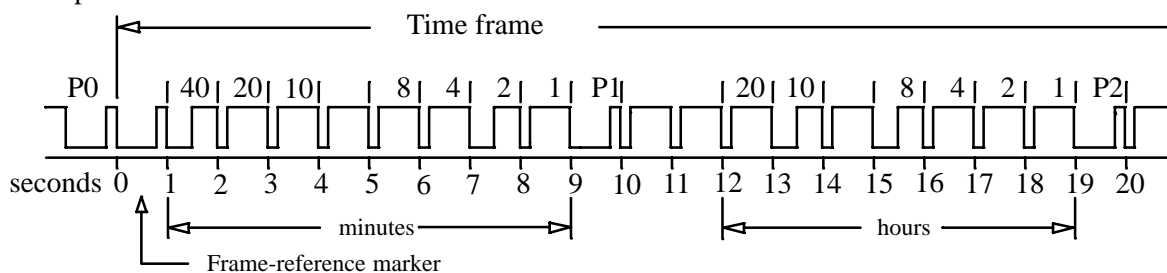 Time frame
P0 40 20 10 8 4 2 1 P1 20 10 8 4 2 1 P2
seconds 0 1 2 3 4 5 6 7 8 9 10 11 12 13 14 15 16 17 18 19 20
minutes hours
Frame-reference marker